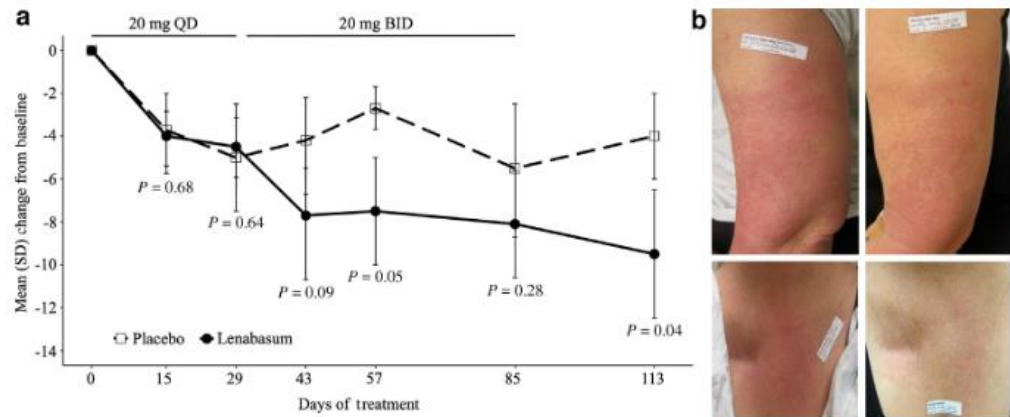 a
20 mg QD
20 mg BID
b
Mean (SD) change from baseline
0
-2
-4
-6
-8
-10
-12
-14
P = 0.68
P = 0.64
P = 0.09
P = 0.05
P = 0.28
P = 0.04
Placebo
Lenabasum
0
15
29
43
57
85
113
Days of treatment